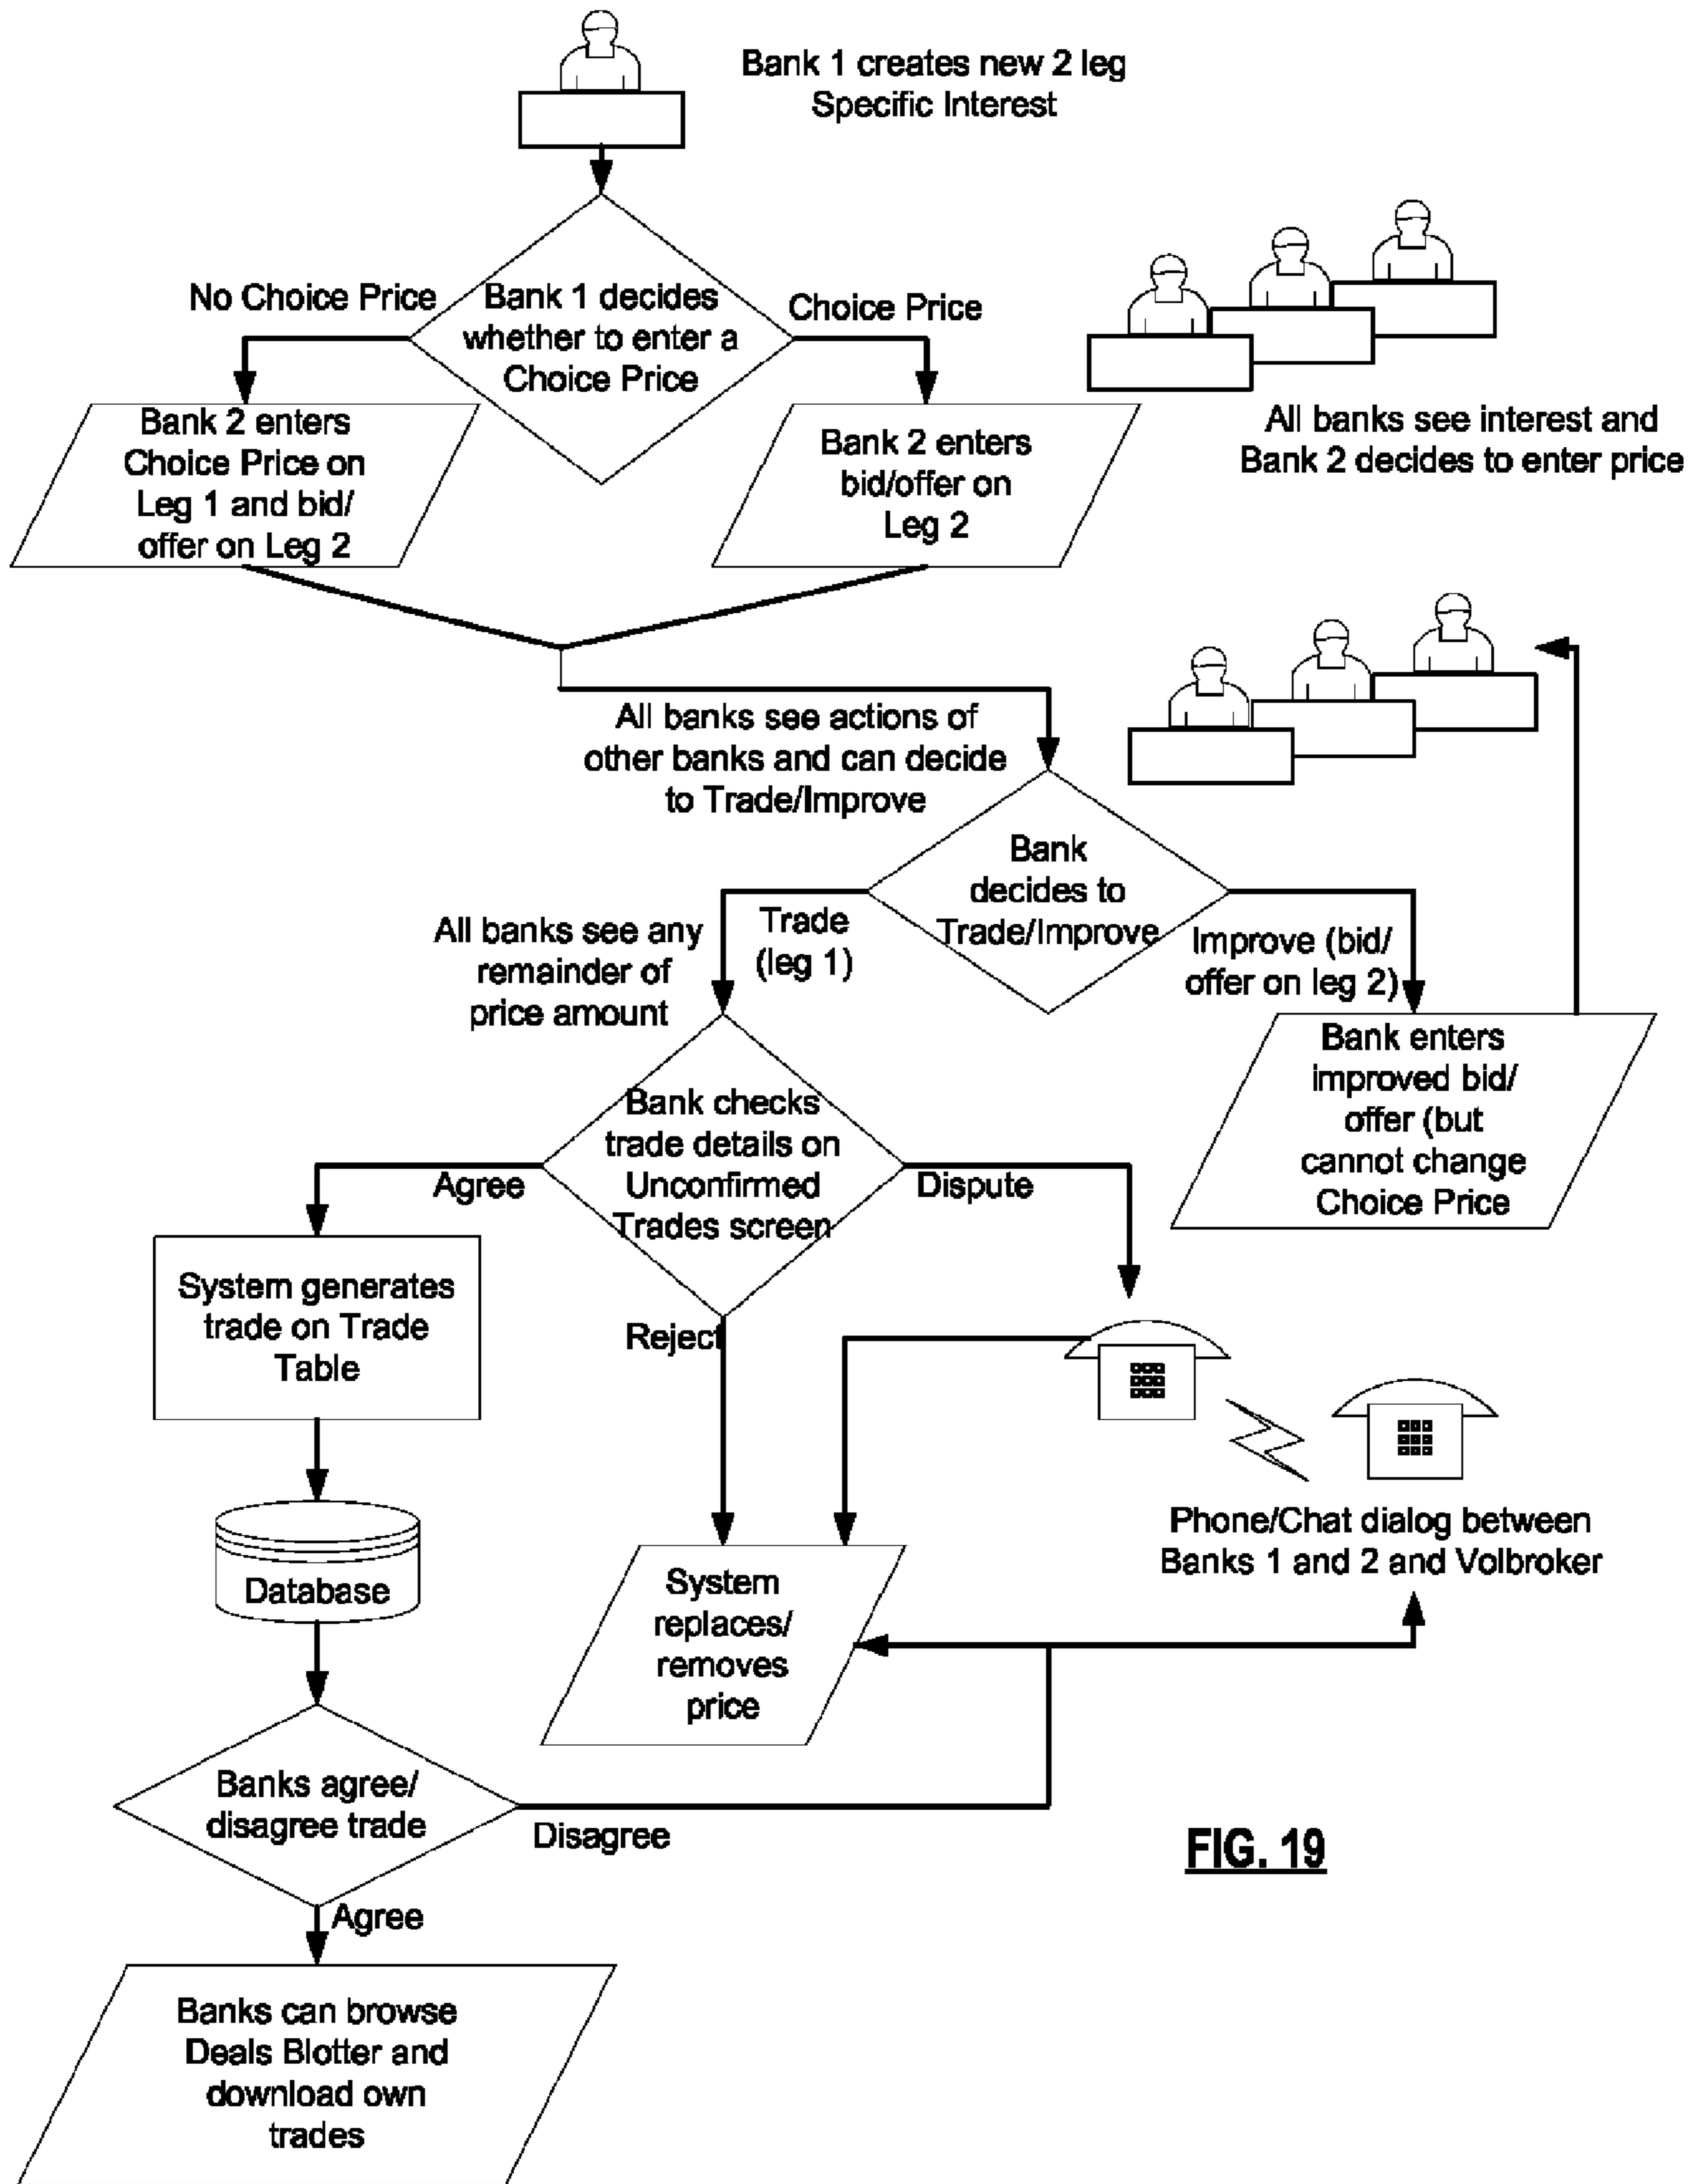 Bank 1 creates new 2 leg
Specific Interest
No Choice Price
Bank 1 decides
whether to enter a
Choice Price
Choice Price
All banks see interest and
Bank 2 decides to enter price
Bank 2 enters
Choice Price on
Leg 1 and bid/
offer on Leg 2
Bank 2 enters
bid/offer on
Leg 2
All banks see actions of
other banks and can decide
to Trade/Improve
Bank
decides to
Trade/Improve
All banks see any
remainder of
price amount
Trade
(leg 1)
Improve (bid/
offer on leg 2)
Bank enters
improved bid/
offer (but
cannot change
Choice Price
Bank checks
trade details on
Unconfirmed
Trades screen
Agree
Dispute
Reject
System generates
trade on Trade
Table
Database
Phone/Chat dialog between
Banks 1 and 2 and Volbroker
System
replaces/
removes
price
Banks agree/
disagree trade
Disagree
Agree
FIG. 19
Banks can browse
Deals Blotter and
download own
trades